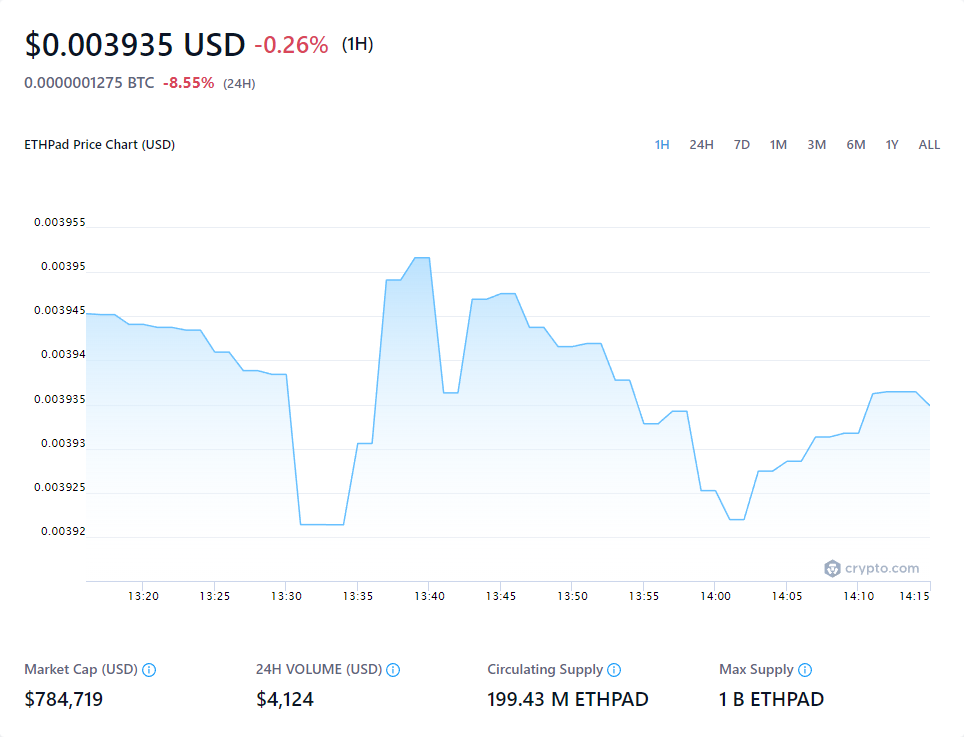 $0.003935 USD -0.26% (1H)
0.0000001275 BTC -8.55% (24H)
ETHPad Price Chart (USD) 1H 24H 7D 1M 3M 6M 1Y ALL
0.003955
0.00395
0.003945
0.00394
0.003935
0.00393
0.003925
0.00392
crypto.com
13:20 13:25 13:30 13:35 13:40 13:45 13:50 13:55 14:00 14:05 14:10 14:15
Market Cap (USD) 24H VOLUME (USD) Circulating Supply Max Supply
$784,719 $4,124 199.43 M ETHPAD 1 B ETHPAD